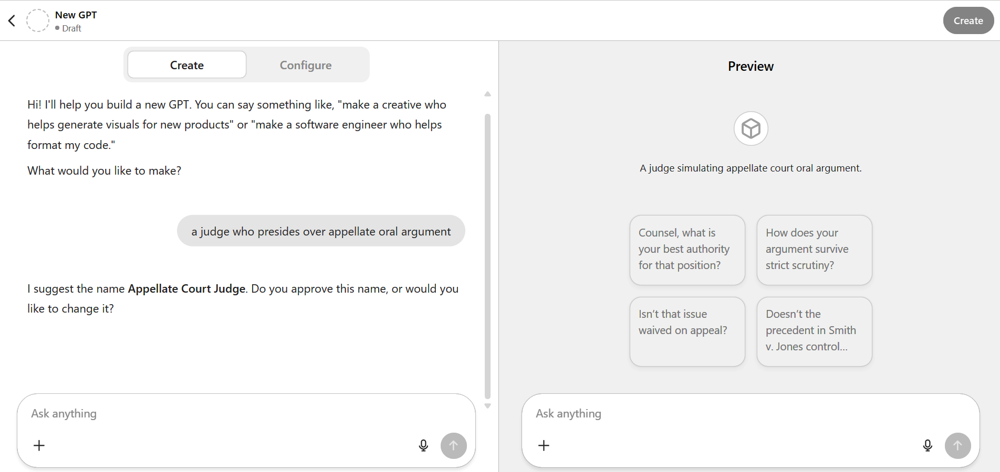 New GPT
Draft
Create
Create
Configure
Hi! I'll help you build a new GPT. You can say something like, "make a creative who
helps generate visuals for new products" or "make a software engineer who helps
format my code."
What would you like to make?
a judge who presides over appellate oral argument
I suggest the name Appellate Court Judge. Do you approve this name, or would you
like to change it?
Ask anything
Preview
A judge simulating appellate court oral argument.
Counsel, what is
your best authority
for that position?
How does your
argument survive
strict scrutiny?
Isn’t that issue
waived on appeal?
Doesn’t the
precedent in Smith
v. Jones control...
Ask anything